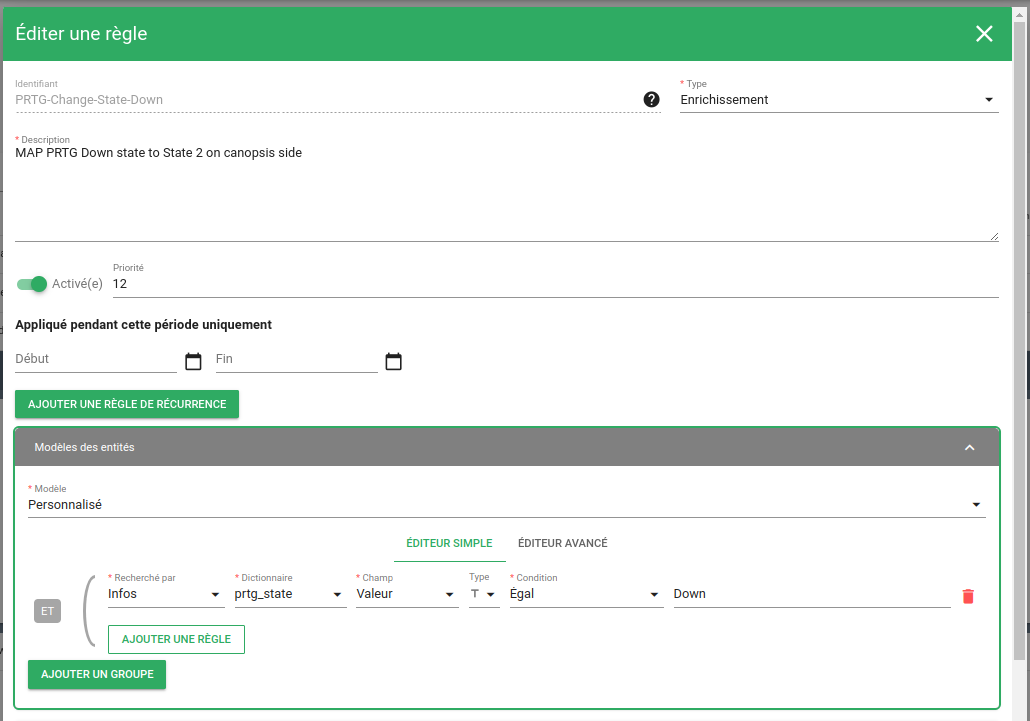 Éditer une règle
Identifiant
PRTG-Change-State-Down
?
* Type
Enrichissement
* Description
MAP PRTG Down state to State 2 on canopsis side
Activé(e)
Priorité
12
Appliqué pendant cette période uniquement
Début
Fin
AJOUTER UNE RÈGLE DE RÉCURRENCE
Modèles des entités
* Modèle
Personnalisé
ÉDITEUR SIMPLE ÉDITEUR AVANCÉ
ET
* Recherché par * Dictionnaire * Champ Type * Condition
Infos prtg_state Valeur T Égal Down
AJOUTER UNE RÈGLE
AJOUTER UN GROUPE